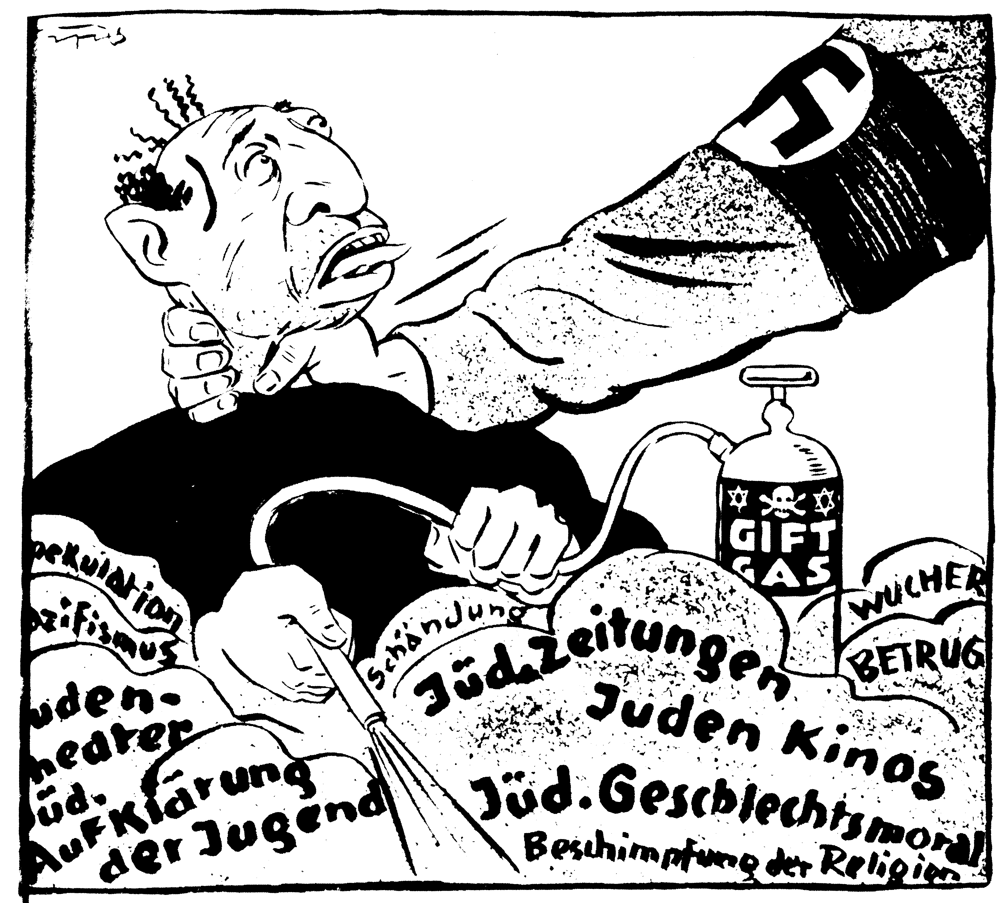 GIFT
GAS
pekulation
azifismus
uden-
heater
üd.
AufKlärung
der Jugend
Schändung
Jüd. Zeitungen
Juden Kinos
Jüd. Geschlechtsmoral
Beschimpfung der Religion
WUCHER
BETRUG